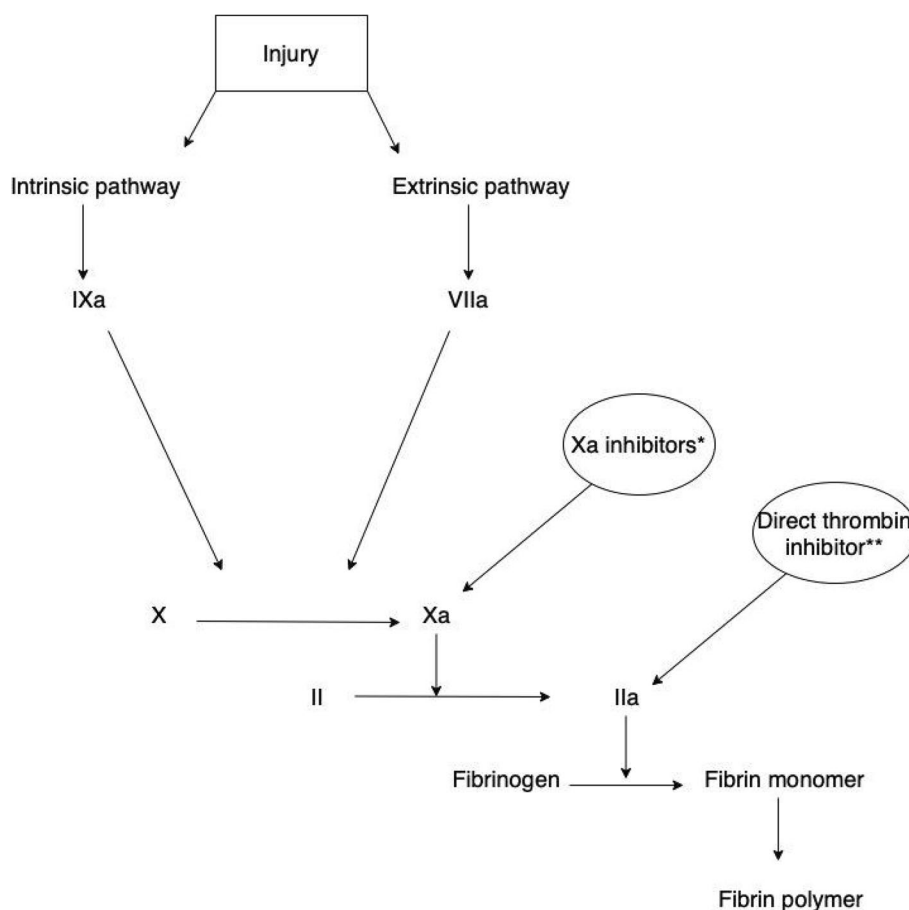 Injury
Intrinsic pathway
Extrinsic pathway
IXa
VIIa
Xa inhibitors*
Direct thrombin
inhibitor**
X
Xa
II
IIa
Fibrinogen
Fibrin monomer
Fibrin polymer